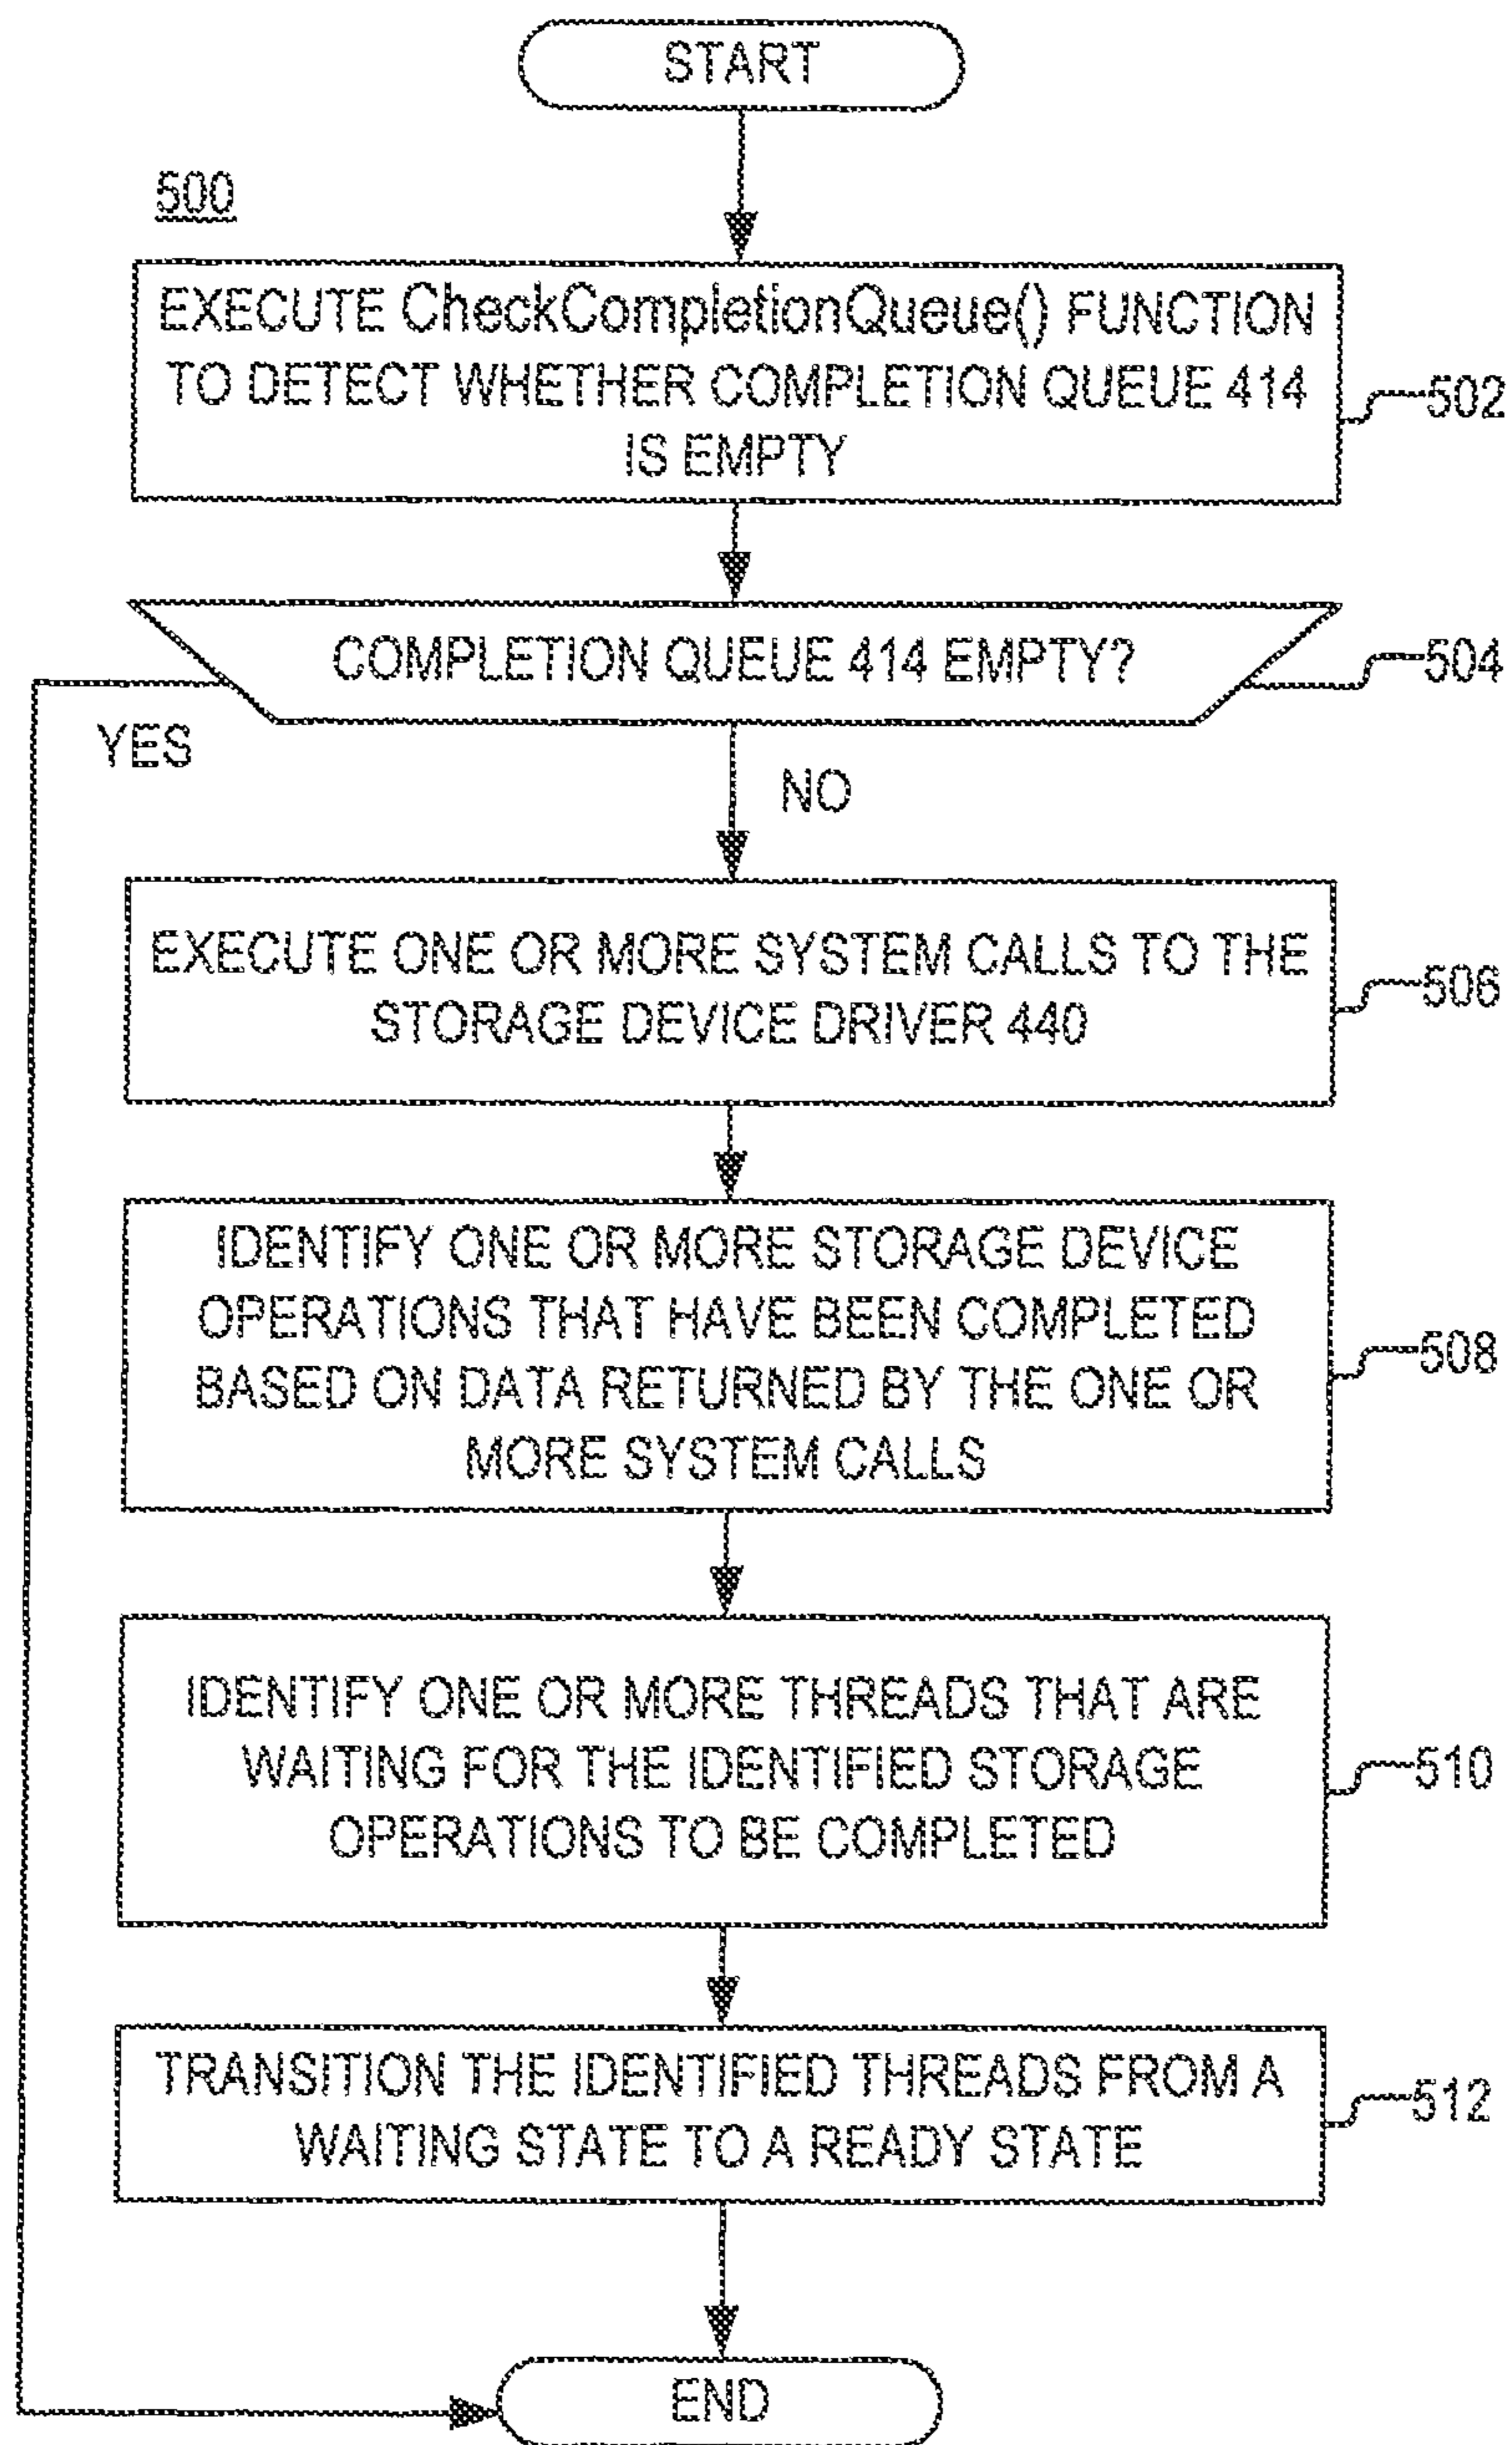 START
500
EXECUTE CheckCompletionQueue() FUNCTION
TO DETECT WHETHER COMPLETION QUEUE 414
IS EMPTY
502
COMPLETION QUEUE 414 EMPTY?
504
YES
NO
EXECUTE ONE OR MORE SYSTEM CALLS TO THE
STORAGE DEVICE DRIVER 440
506
IDENTIFY ONE OR MORE STORAGE DEVICE
OPERATIONS THAT HAVE BEEN COMPLETED
BASED ON DATA RETURNED BY THE ONE OR
MORE SYSTEM CALLS
508
IDENTIFY ONE OR MORE THREADS THAT ARE
WAITING FOR THE IDENTIFIED STORAGE
OPERATIONS TO BE COMPLETED
510
TRANSITION THE IDENTIFIED THREADS FROM A
WAITING STATE TO A READY STATE
512
END